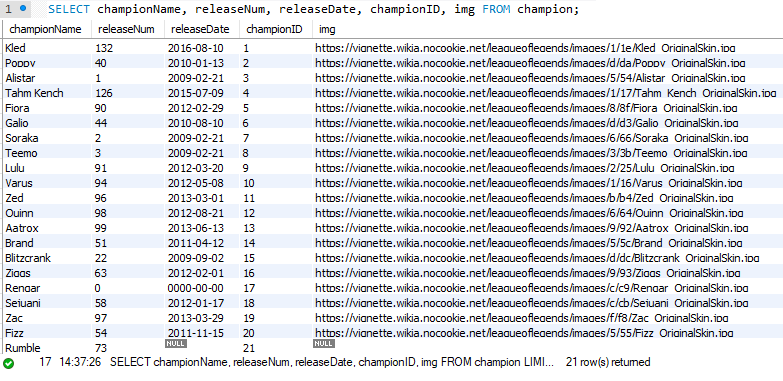 1 SELECT championName, releaseNum, releaseDate, championID, img FROM champion;
championName releaseNum releaseDate championID img
Kled 132 2016-08-10 1 https://vignette.wikia.nocookie.net/leagueoflegends/images/1/1e/Kled_OriginalSkin.jpg
Poppy 40 2010-01-13 2 https://vignette.wikia.nocookie.net/leagueoflegends/images/d/da/Poppy_OriginalSkin.jpg
Alistar 1 2009-02-21 3 https://vignette.wikia.nocookie.net/leagueoflegends/images/5/54/Alistar_OriginalSkin.jpg
Tahm Kench 126 2015-07-09 4 https://vignette.wikia.nocookie.net/leagueoflegends/images/1/17/Tahm Kench_OriginalSkin.jpg
Fiora 90 2012-02-29 5 https://vignette.wikia.nocookie.net/leagueoflegends/images/8/8f/Fiora_OriginalSkin.jpg
Galio 44 2010-08-10 6 https://vignette.wikia.nocookie.net/leagueoflegends/images/d/d3/Galio_OriginalSkin.jpg
Soraka 2 2009-02-21 7 https://vignette.wikia.nocookie.net/leagueoflegends/images/6/66/Soraka_OriginalSkin.jpg
Teemo 3 2009-02-21 8 https://vignette.wikia.nocookie.net/leagueoflegends/images/3/3b/Teemo_OriginalSkin.jpg
Lulu 91 2012-03-20 9 https://vignette.wikia.nocookie.net/leagueoflegends/images/2/25/Lulu_OriginalSkin.jpg
Varus 94 2012-05-08 10 https://vignette.wikia.nocookie.net/leagueoflegends/images/1/16/Varus_OriginalSkin.jpg
Zed 96 2013-03-01 11 https://vignette.wikia.nocookie.net/leagueoflegends/images/b/b4/Zed_OriginalSkin.jpg
Quinn 98 2012-08-21 12 https://vignette.wikia.nocookie.net/leagueoflegends/images/6/64/Quinn_OriginalSkin.jpg
Aatrox 99 2013-06-13 13 https://vignette.wikia.nocookie.net/leagueoflegends/images/9/92/Aatrox_OriginalSkin.jpg
Brand 51 2011-04-12 14 https://vignette.wikia.nocookie.net/leagueoflegends/images/5/5c/Brand_OriginalSkin.jpg
Blitzcrank 22 2009-09-02 15 https://vignette.wikia.nocookie.net/leagueoflegends/images/d/dc/Blitzcrank_OriginalSkin.jpg
Ziggs 63 2012-02-01 16 https://vignette.wikia.nocookie.net/leagueoflegends/images/9/93/Ziggs_OriginalSkin.jpg
Rengar 0 0000-00-00 17 https://vignette.wikia.nocookie.net/leagueoflegends/images/c/c9/Rengar_OriginalSkin.jpg
Sejuani 58 2012-01-17 18 https://vignette.wikia.nocookie.net/leagueoflegends/images/c/cb/Sejuani_OriginalSkin.jpg
Zac 97 2013-03-29 19 https://vignette.wikia.nocookie.net/leagueoflegends/images/f/f8/Zac_OriginalSkin.jpg
Fizz 54 2011-11-15 20 https://vignette.wikia.nocookie.net/leagueoflegends/images/5/55/Fizz_OriginalSkin.jpg
Rumble 73 NULL 21 NULL
17 14:37:26 SELECT championName, releaseNum, releaseDate, championID, img FROM champion LIMI... 21 row(s) returned